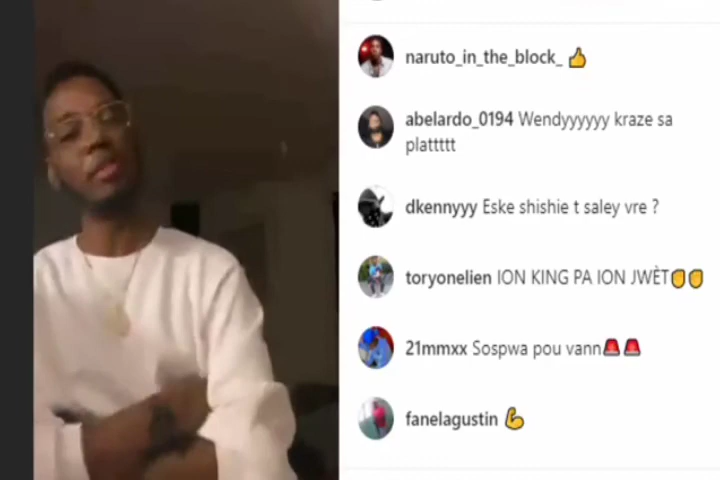 naruto_in_the_block_ 👍
abelardo_0194 Wendyyyyyy kraze sa
plattttt
dkennyyy Eske shishie t saley vre ?
toryonelien ION KING PA ION JWÈT✊✊
21mmxx Sospwa pou vann🚨🚨
fanelagustin 💪